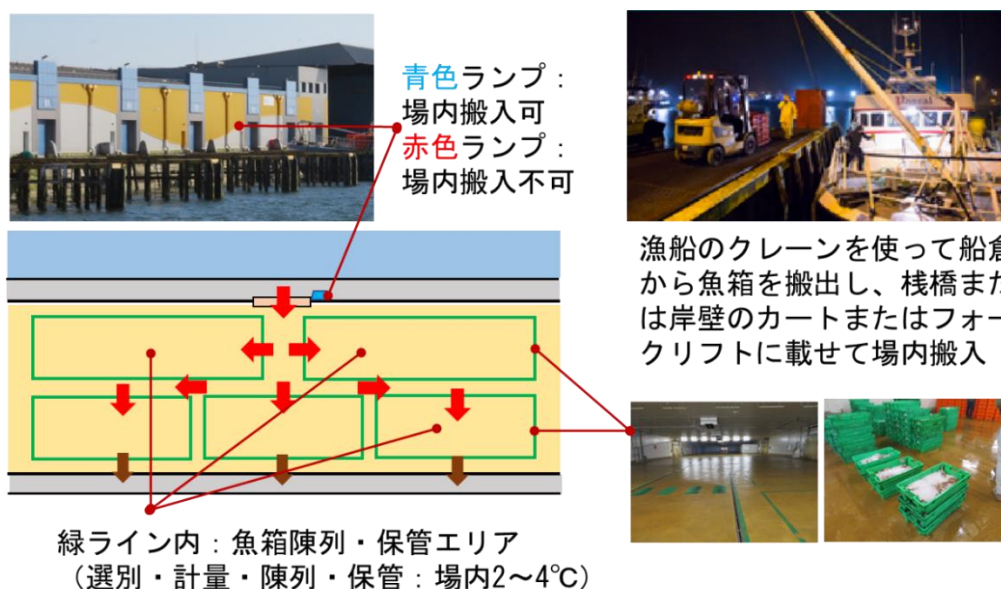 青色ランプ：
場内搬入可
赤色ランプ：
場内搬入不可
漁船のクレーンを使って船倉
から魚箱を搬出し、桟橋また
は岸壁のカートまたはフォー
クリフトに載せて場内搬入
緑ライン内：魚箱陳列・保管エリア
（選別・計量・陳列・保管：場内2～4℃）